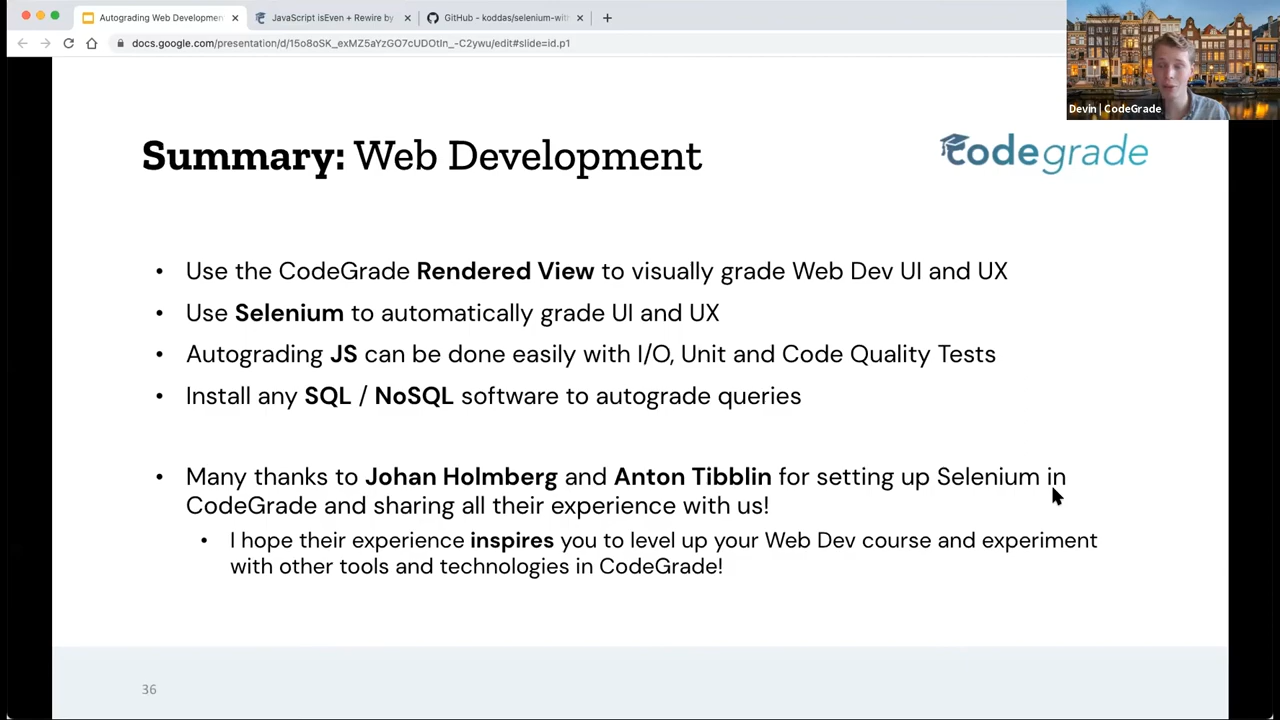 Autograding Web Developmen
JavaScript isEven + Rewire by
GitHub - koddas/selenium-with
docs.google.com/presentation/d/15o8oSK_exMZ5aYzGO7cUDOtIn_-C2ywu/edit#slide=id.p1
Devin | CodeGrade
Summary: Web Development
codegrade
• Use the CodeGrade Rendered View to visually grade Web Dev UI and UX
• Use Selenium to automatically grade UI and UX
• Autograding JS can be done easily with I/O, Unit and Code Quality Tests
• Install any SQL / NoSQL software to autograde queries
• Many thanks to Johan Holmberg and Anton Tibblin for setting up Selenium in
CodeGrade and sharing all their experience with us!
• I hope their experience inspires you to level up your Web Dev course and experiment
with other tools and technologies in CodeGrade!
36